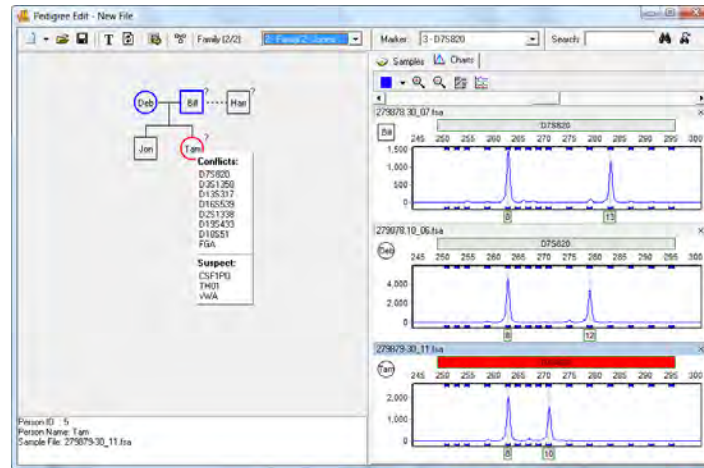 Pedigree Edit - New File
T Family (2/2): 2- Family 2- Jones Marker: 3 - D7S820 Search:
Samples Charts
Deb Bill ? Han ?
Jon Tam ?
Conflicts:
D7S820
D3S1358
D13S317
D16S539
D2S1338
D19S433
D18S51
FGA
Suspect:
CSF1PO
TH01
vWA
Person ID : 5
Person Name: Tam
Sample File: 279879-30_11.fsa
279878.30_07.fsa
Bill
D7S820
245 250 255 260 265 270 275 280 285 290 295 300
1,500
1,000
500
0
8 13
279878.10_06.fsa
Deb
D7S820
245 250 255 260 265 270 275 280 285 290 295 300
4,000
2,000
0
8 12
279879-30_11.fsa
Tam
D7S820
245 250 255 260 265 270 275 280 285 290 295 300
2,000
1,000
0
8 10